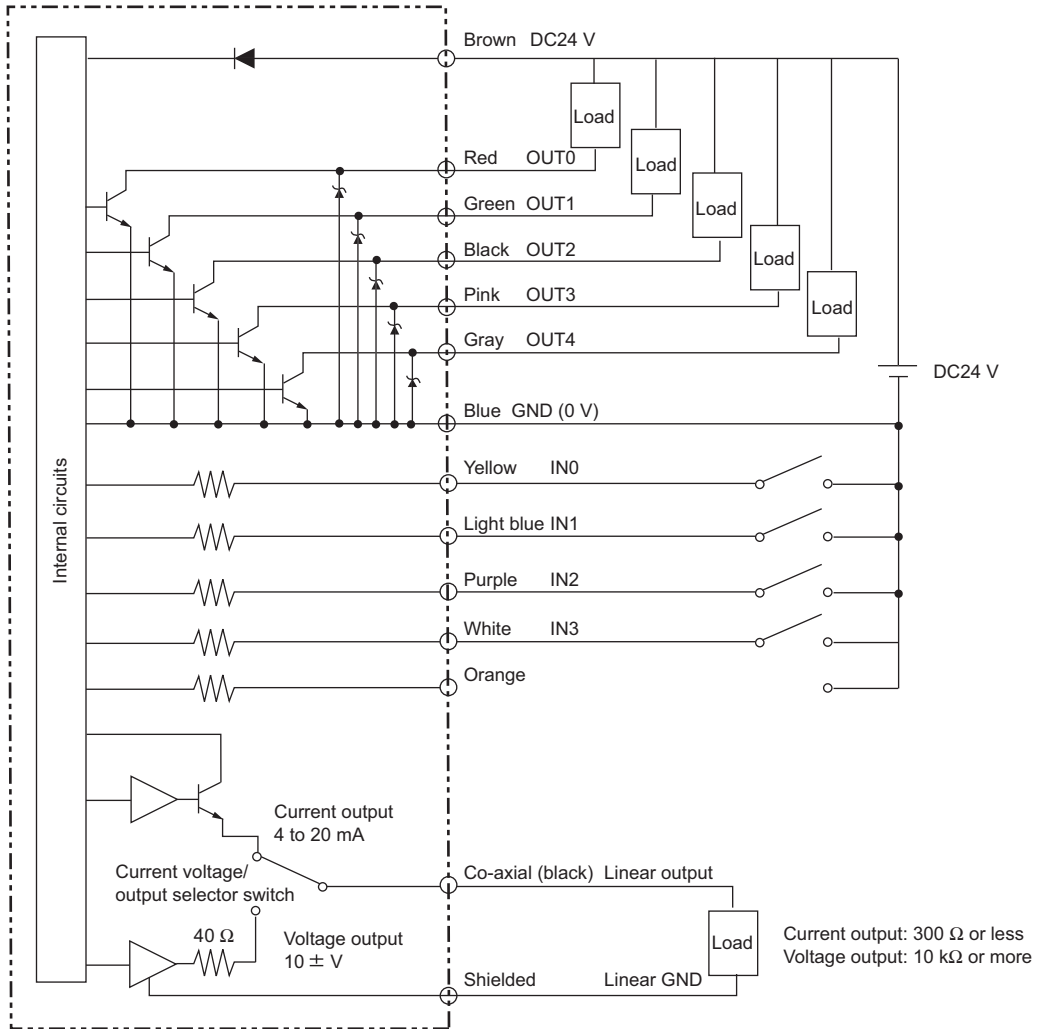 Brown DC24 V
Load
Red OUT0
Load
Green OUT1
Load
Black OUT2
Load
Pink OUT3
Load
Gray OUT4
DC24 V
Blue GND (0 V)
Internal circuits
Yellow IN0
Light blue IN1
Purple IN2
White IN3
Orange
Current output
4 to 20 mA
Current voltage/
output selector switch
Co-axial (black) Linear output
40 Ω
Voltage output
10 ± V
Load
Current output: 300 Ω or less
Voltage output: 10 kΩ or more
Shielded Linear GND